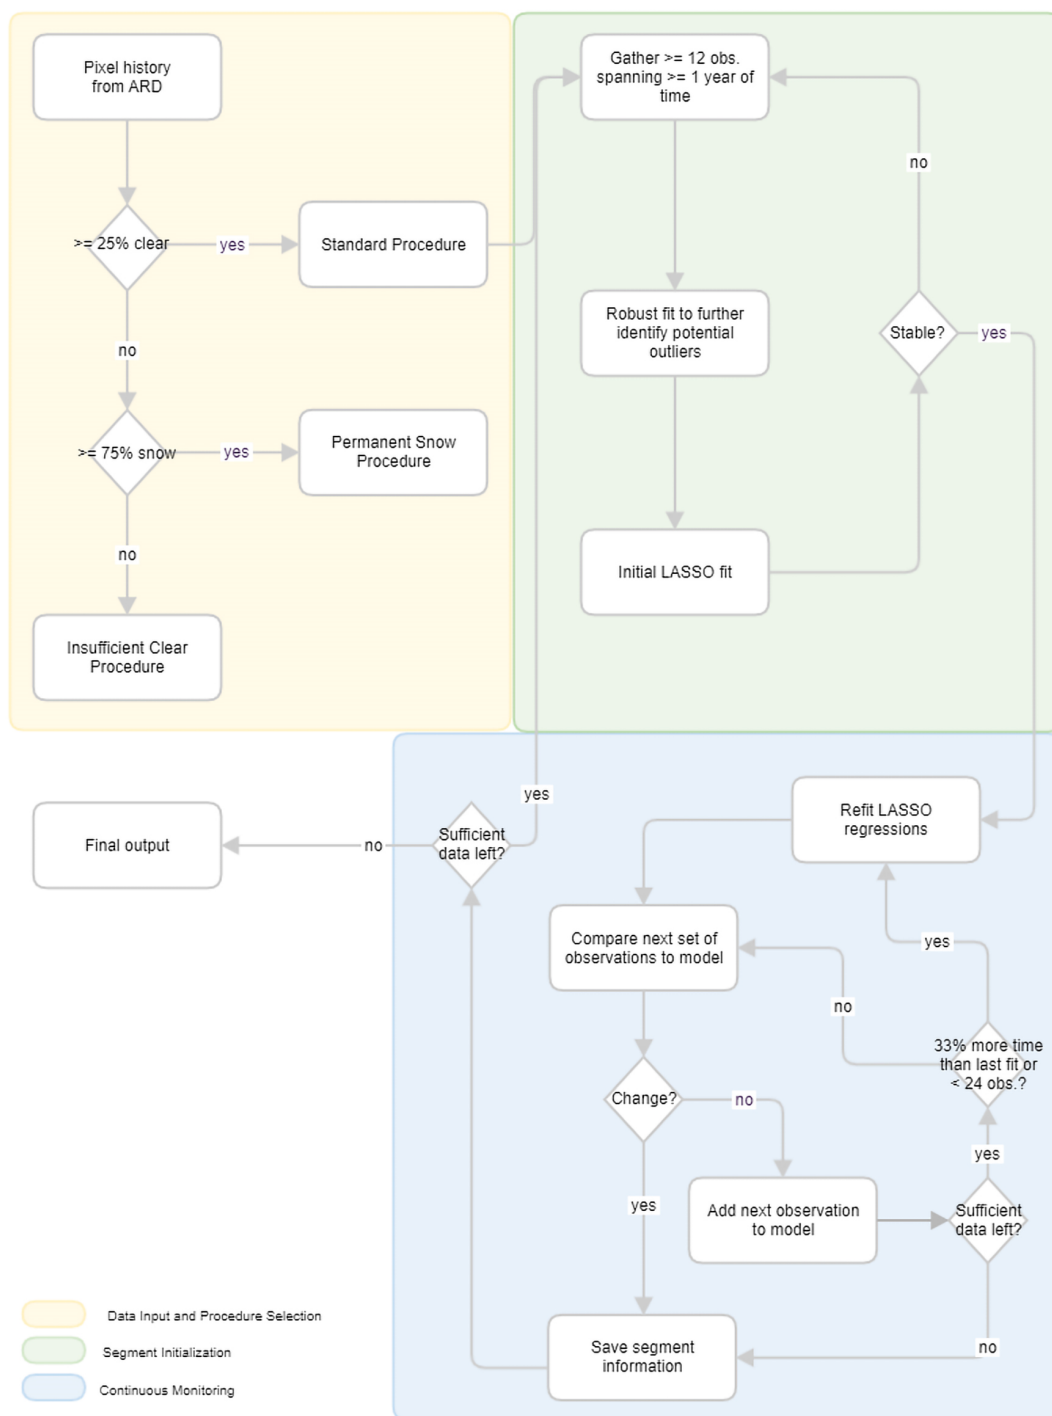 Pixel history
from ARD
>= 25% clear
yes
Standard Procedure
no
>= 75% snow
yes
Permanent Snow
Procedure
no
Insufficient Clear
Procedure
Gather >= 12 obs.
spanning >= 1 year of
time
no
Robust fit to further
identify potential
outliers
Stable?
yes
Initial LASSO fit
Final output
no
Sufficient
data left?
yes
Refit LASSO
regressions
Compare next set of
observations to model
yes
no
33% more time
than last fit or
< 24 obs.?
Change?
no
yes
yes
Add next observation
to model
Sufficient
data left?
no
Save segment
information
Data Input and Procedure Selection
Segment Initialization
Continuous Monitoring